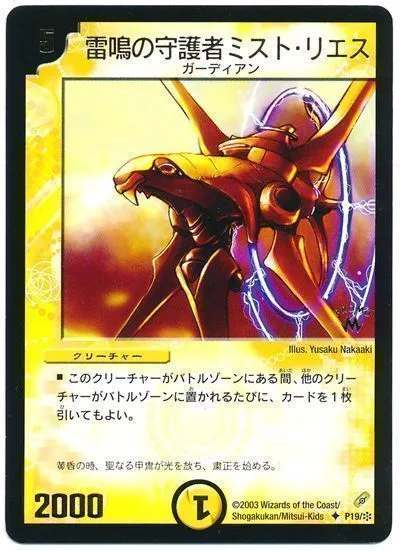 5
雷鳴の守護者ミスト・リエス
ガーディアン
Illus. Yusaku Nakaaki
クリーチャー
■ このクリーチャーがバトルゾーンにある間、他のクリー
チャーがバトルゾーンに置かれるたびに、カードを1枚
引いてもよい。
黄昏の時、聖なる甲冑が光を放ち、粛正を始める。
2000
1
©2003 Wizards of the Coast/
Shogakukan/Mitsui-Kids
P19/